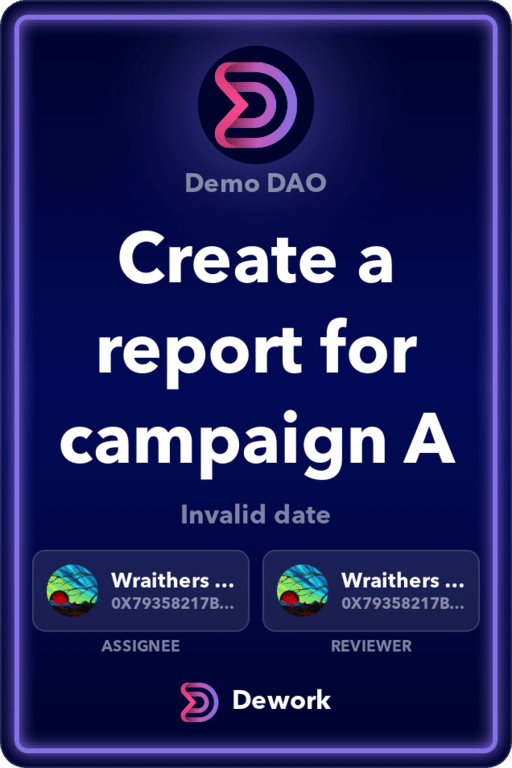 Demo DAO
Create a
report for
campaign A
Invalid date
Wraithers ...
0X79358217B...
ASSIGNEE
Wraithers ...
0X79358217B...
REVIEWER
Dework